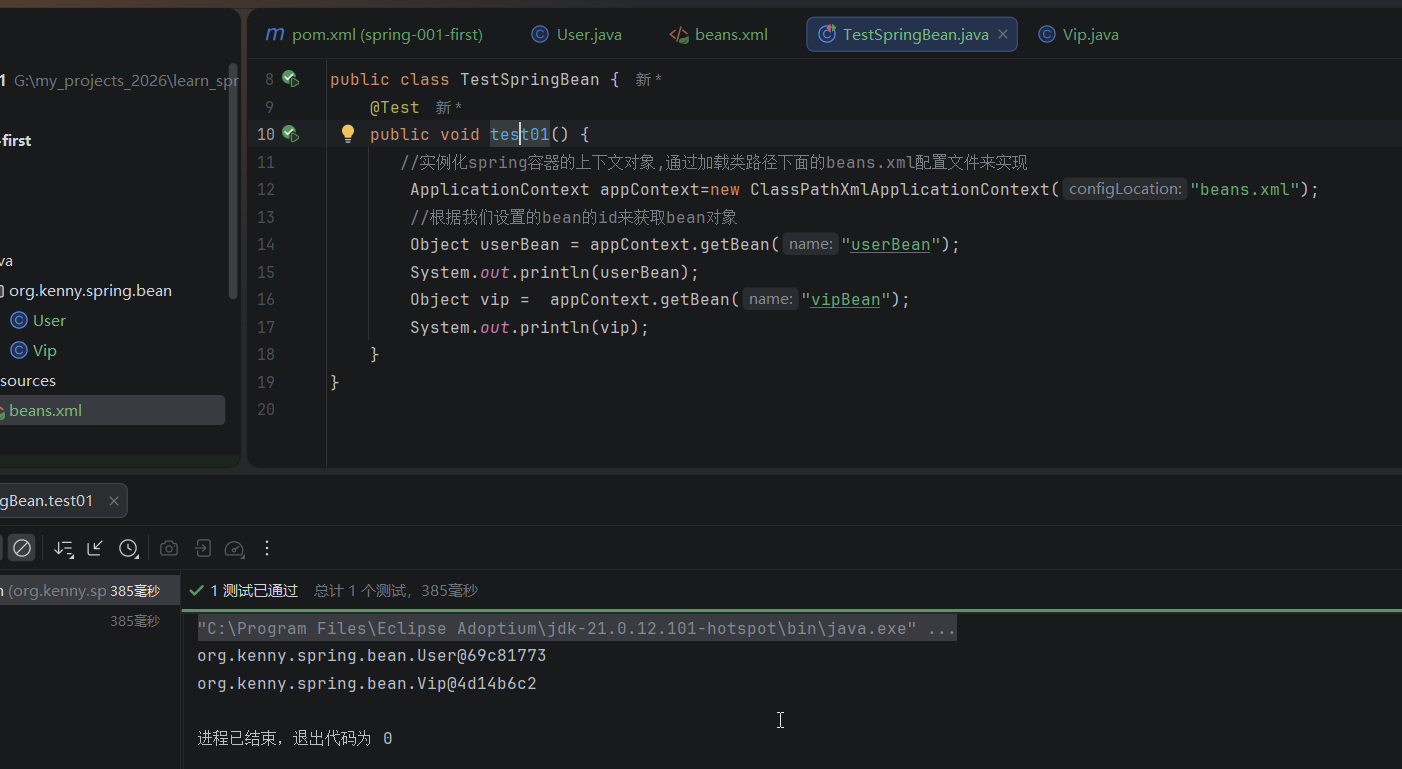 pom.xml (spring-001-first) User.java beans.xml TestSpringBean.java Vip.java
1 G:\my_projects_2026\learn_spr
-first
va
org.kenny.spring.bean
User
Vip
sources
beans.xml
8 public class TestSpringBean { 新 *
9 @Test 新 *
10 public void test01() {
11 //实例化spring容器的上下文对象,通过加载类路径下面的beans.xml配置文件来实现
12 ApplicationContext appContext=new ClassPathXmlApplicationContext( configLocation: "beans.xml");
13 //根据我们设置的bean的id来获取bean对象
14 Object userBean = appContext.getBean( name: "userBean");
15 System.out.println(userBean);
16 Object vip =  appContext.getBean( name: "vipBean");
17 System.out.println(vip);
18 }
19 }
20
gBean.test01
n (org.kenny.sp 385毫秒
385毫秒
1 测试已通过 总计 1 个测试, 385毫秒
"C:\Program Files\Eclipse Adoptium\jdk-21.0.12.101-hotspot\bin\java.exe" ...
org.kenny.spring.bean.User@69c81773
org.kenny.spring.bean.Vip@4d14b6c2
进程已结束，退出代码为 0